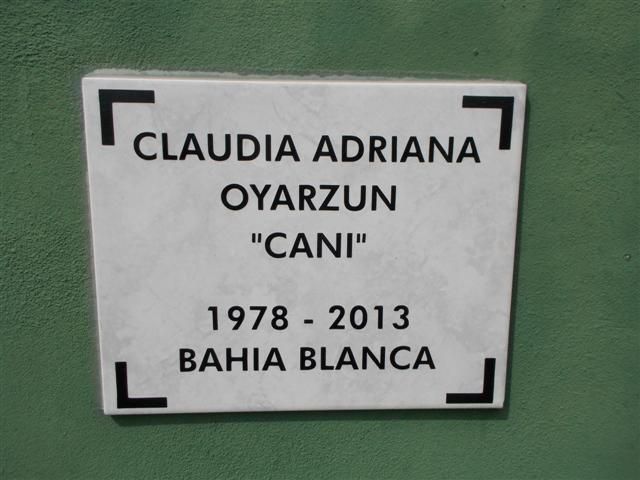 CLAUDIA ADRIANA
OYARZUN
"CANI"
1978 - 2013
BAHIA BLANCA